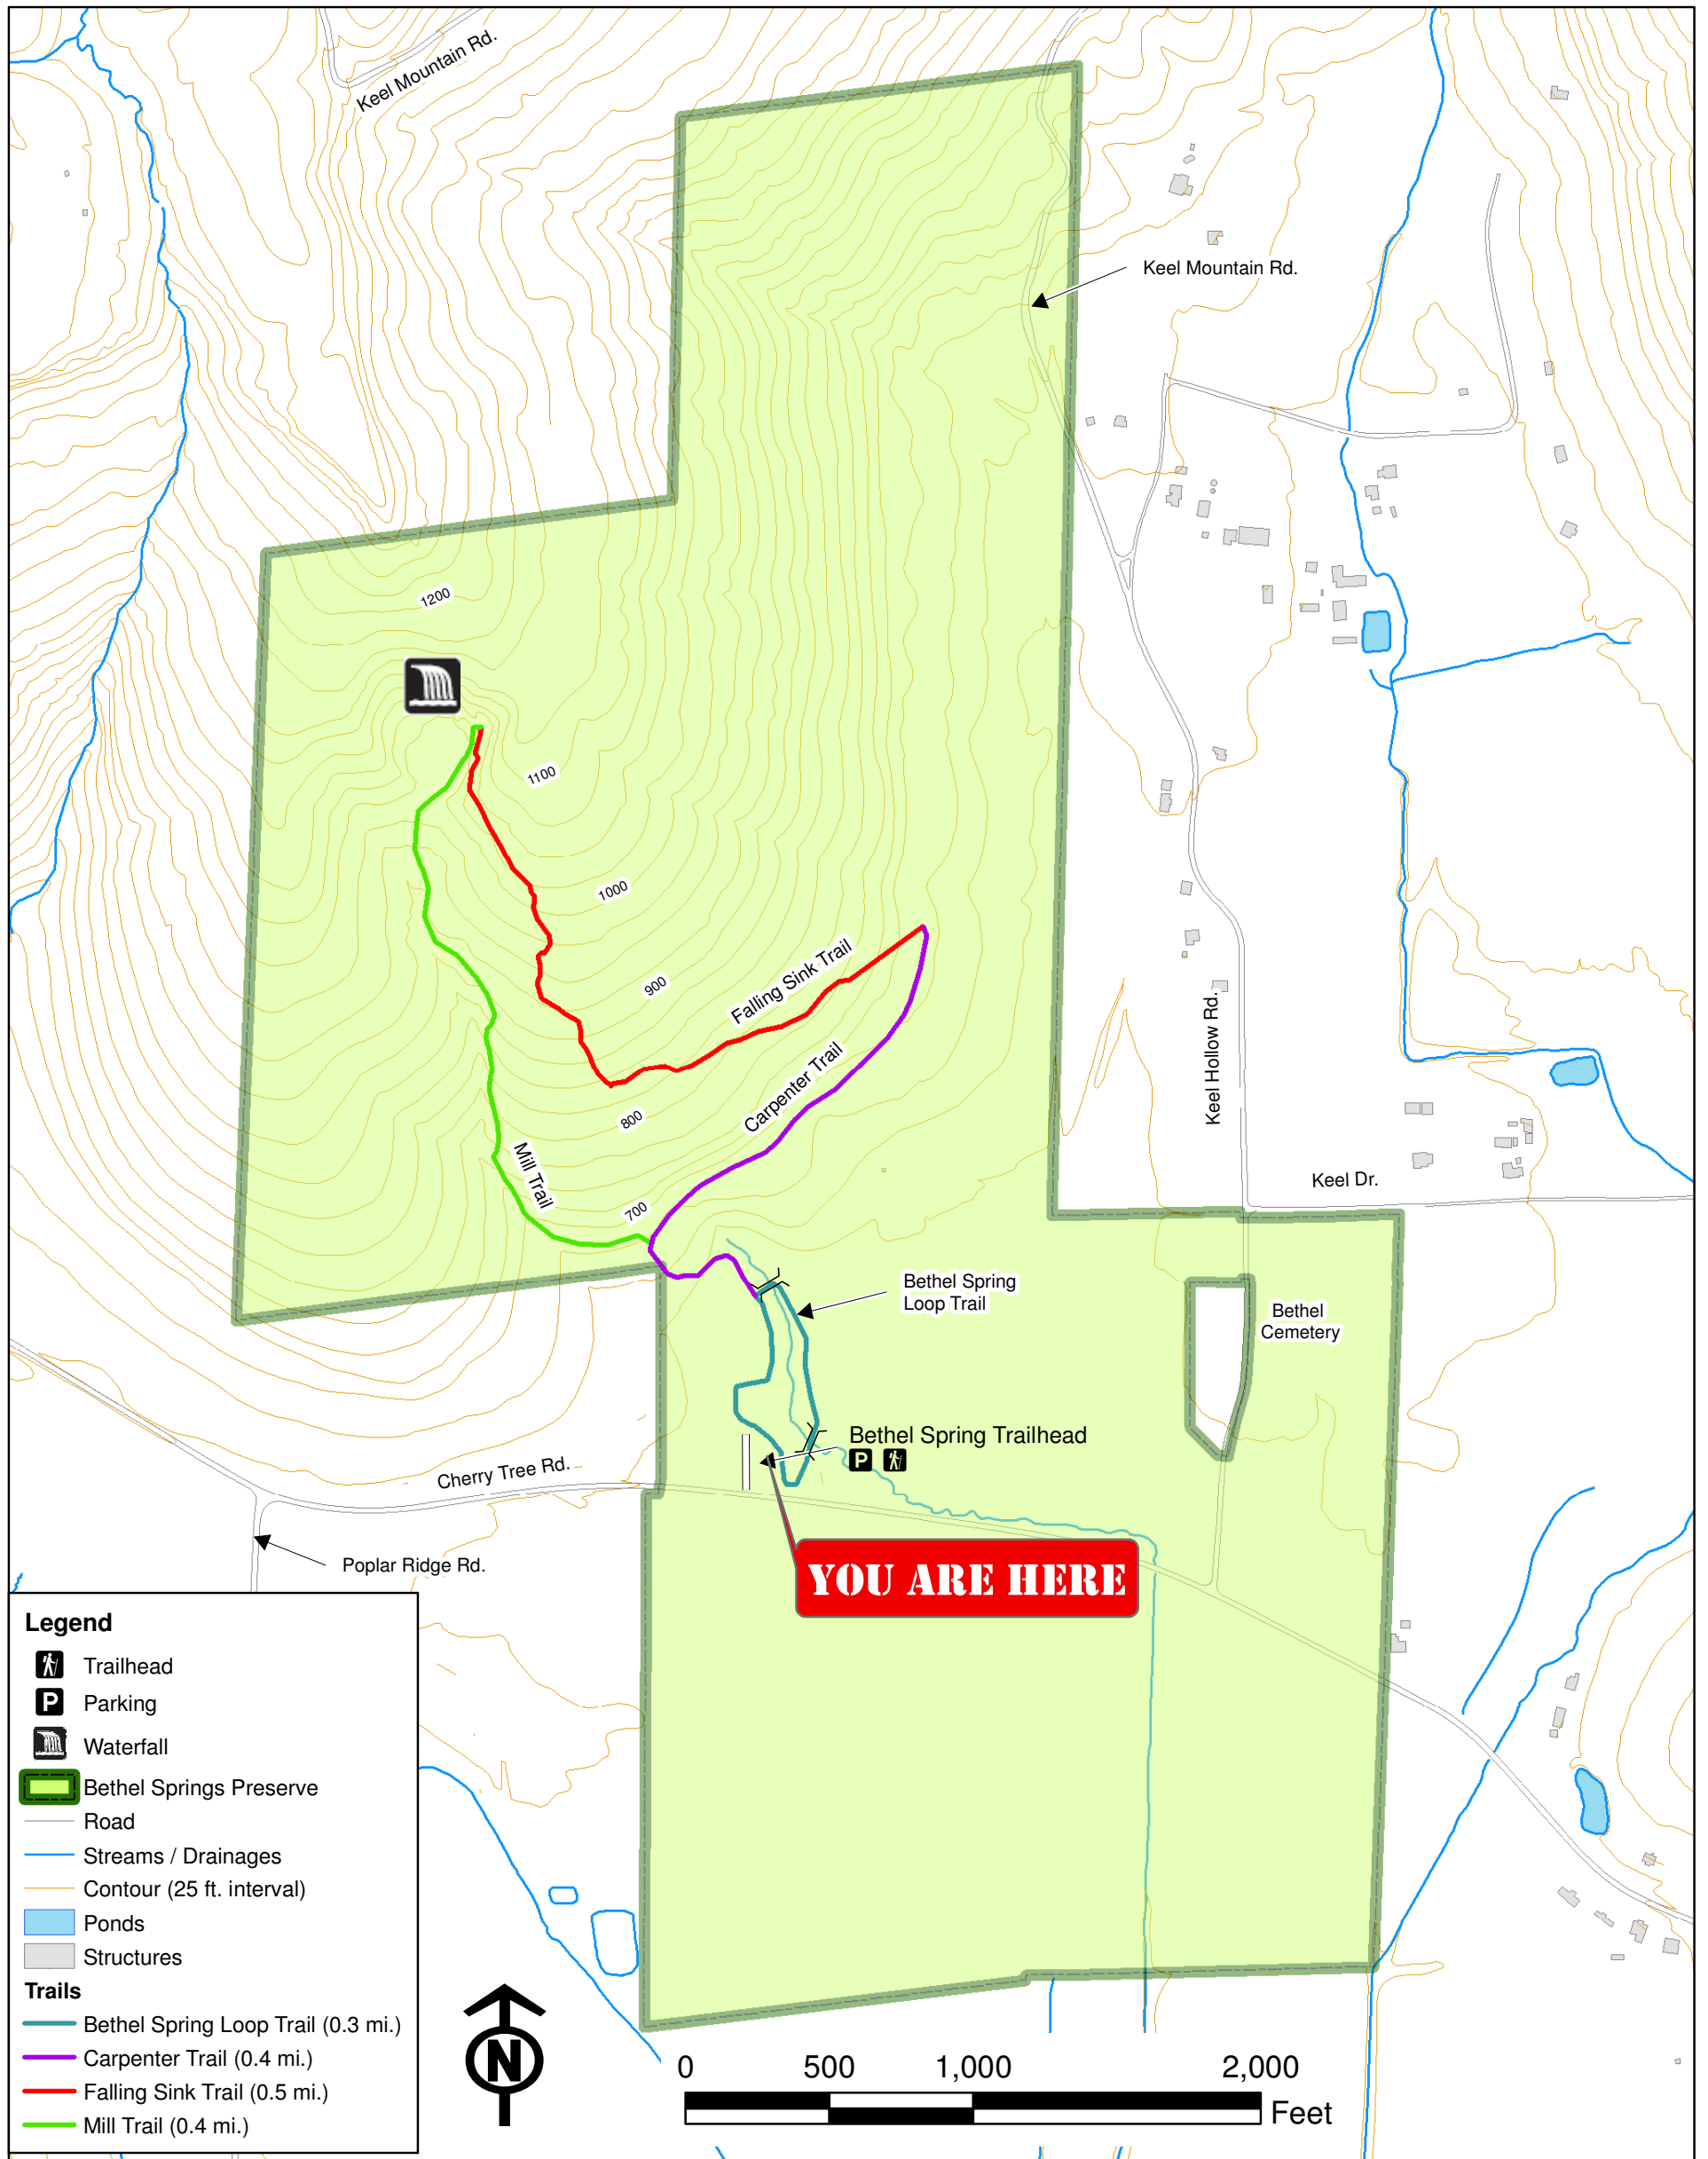 Keel Mountain Rd.
Keel Mountain Rd.
1200
1100
1000
900
Falling Sink Trail
Carpenter Trail
800
Mill Trail
700
Keel Hollow Rd.
Keel Dr.
Bethel Spring
Loop Trail
Bethel
Cemetery
Bethel Spring Trailhead
P
Cherry Tree Rd.
Poplar Ridge Rd.
YOU ARE HERE
Legend
Trailhead
P Parking
Waterfall
Bethel Springs Preserve
Road
Streams / Drainages
Contour (25 ft. interval)
Ponds
Structures
Trails
Bethel Spring Loop Trail (0.3 mi.)
Carpenter Trail (0.4 mi.)
Falling Sink Trail (0.5 mi.)
Mill Trail (0.4 mi.)
N
0 500 1,000 2,000
Feet